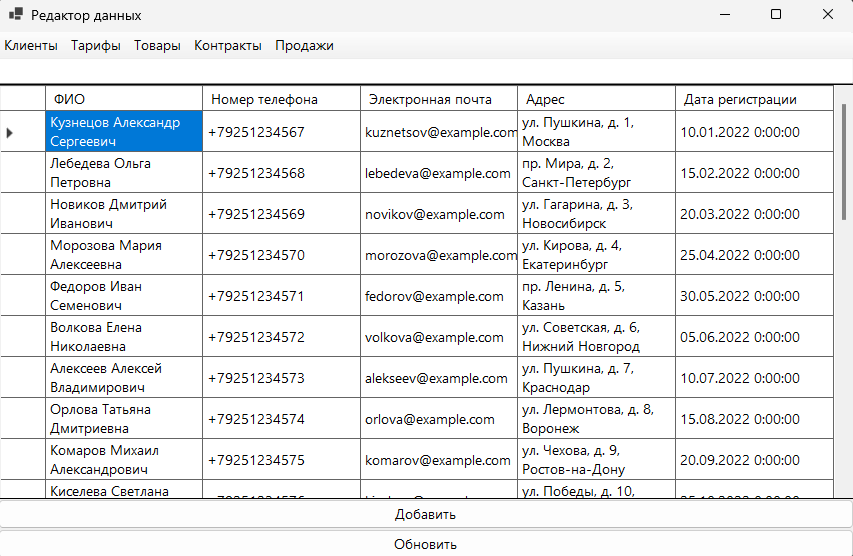 Редактор данных
Клиенты Тарифы Товары Контракты Продажи
ФИО Номер телефона Электронная почта Адрес Дата регистрации
Кузнецов Александр
Сергеевич
+79251234567
kuznetsov@example.com
ул. Пушкина, д. 1,
Москва
10.01.2022 0:00:00
Лебедева Ольга
Петровна
+79251234568
lebedeva@example.com
пр. Мира, д. 2,
Санкт-Петербург
15.02.2022 0:00:00
Новиков Дмитрий
Иванович
+79251234569
novikov@example.com
ул. Гагарина, д. 3,
Новосибирск
20.03.2022 0:00:00
Морозова Мария
Алексеевна
+79251234570
morozova@example.com
ул. Кирова, д. 4,
Екатеринбург
25.04.2022 0:00:00
Федоров Иван
Семенович
+79251234571
fedorov@example.com
пр. Ленина, д. 5,
Казань
30.05.2022 0:00:00
Волкова Елена
Николаевна
+79251234572
volkova@example.com
ул. Советская, д. 6,
Нижний Новгород
05.06.2022 0:00:00
Алексеев Алексей
Владимирович
+79251234573
alekseev@example.com
ул. Пушкина, д. 7,
Краснодар
10.07.2022 0:00:00
Орлова Татьяна
Дмитриевна
+79251234574
orlova@example.com
ул. Лермонтова, д. 8,
Воронеж
15.08.2022 0:00:00
Комаров Михаил
Александрович
+79251234575
komarov@example.com
ул. Чехова, д. 9,
Ростов-на-Дону
20.09.2022 0:00:00
Киселева Светлана
ул. Победы, д. 10,
Добавить
Обновить